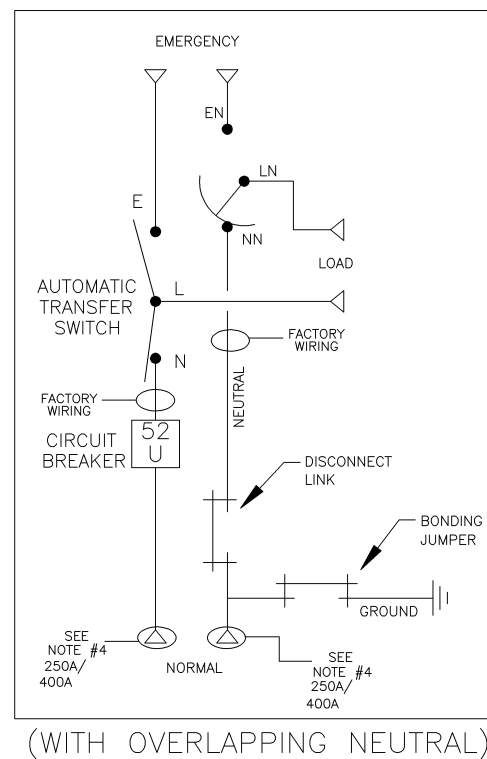 EMERGENCY
EN
LN
E
NN
LOAD
AUTOMATIC
TRANSFER
SWITCH
L
N
FACTORY
WIRING
NEUTRAL
FACTORY
WIRING
CIRCUIT
BREAKER
52
U
DISCONNECT
LINK
BONDING
JUMPER
GROUND
SEE
NOTE #4
250A/
400A
NORMAL
SEE
NOTE #4
250A/
400A
(WITH OVERLAPPING NEUTRAL)